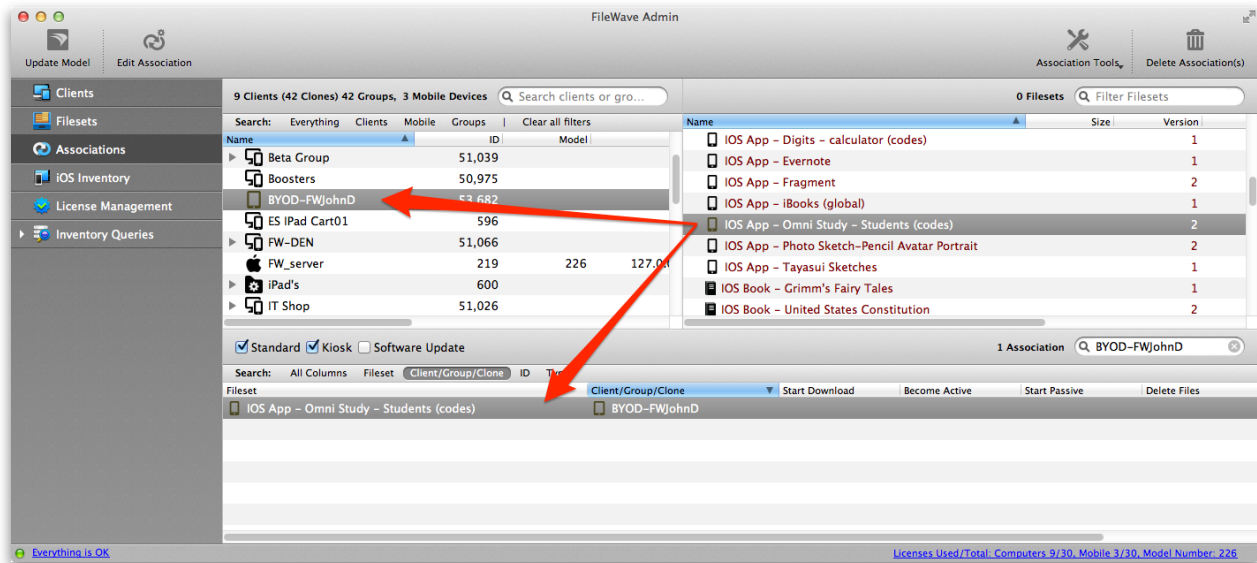 FileWave Admin
Update Model Edit Association Association Tools Delete Association(s)
Clients
Filesets
Associations
iOS Inventory
License Management
Inventory Queries
9 Clients (42 Clones) 42 Groups, 3 Mobile Devices Search clients or gro...
Search: Everything Clients Mobile Groups | Clear all filters
Name ID Model
Beta Group 51,039
Boosters 50,975
BYOD-FWJohnD 53,682
ES IPad Cart01 596
FW-DEN 51,066
FW_server 219 226 127.0.
iPad's 600
IT Shop 51,026
0 Filesets Filter Filesets
Name Size Version
IOS App - Digits - calculator (codes) 1
IOS App - Evernote 1
IOS App - Fragment 2
IOS App - iBooks (global) 1
IOS App - Omni Study - Students (codes) 2
IOS App - Photo Sketch-Pencil Avatar Portrait 2
IOS App - Tayasui Sketches 1
IOS Book - Grimm's Fairy Tales 1
IOS Book - United States Constitution 2
Standard Kiosk Software Update 1 Association BYOD-FWJohnD
Search: All Columns Fileset Client/Group/Clone ID
Fileset Client/Group/Clone Start Download Become Active Start Passive Delete Files
IOS App - Omni Study - Students (codes) BYOD-FWJohnD
Everything is OK Licenses Used/Total: Computers 9/30, Mobile 3/30, Model Number: 226